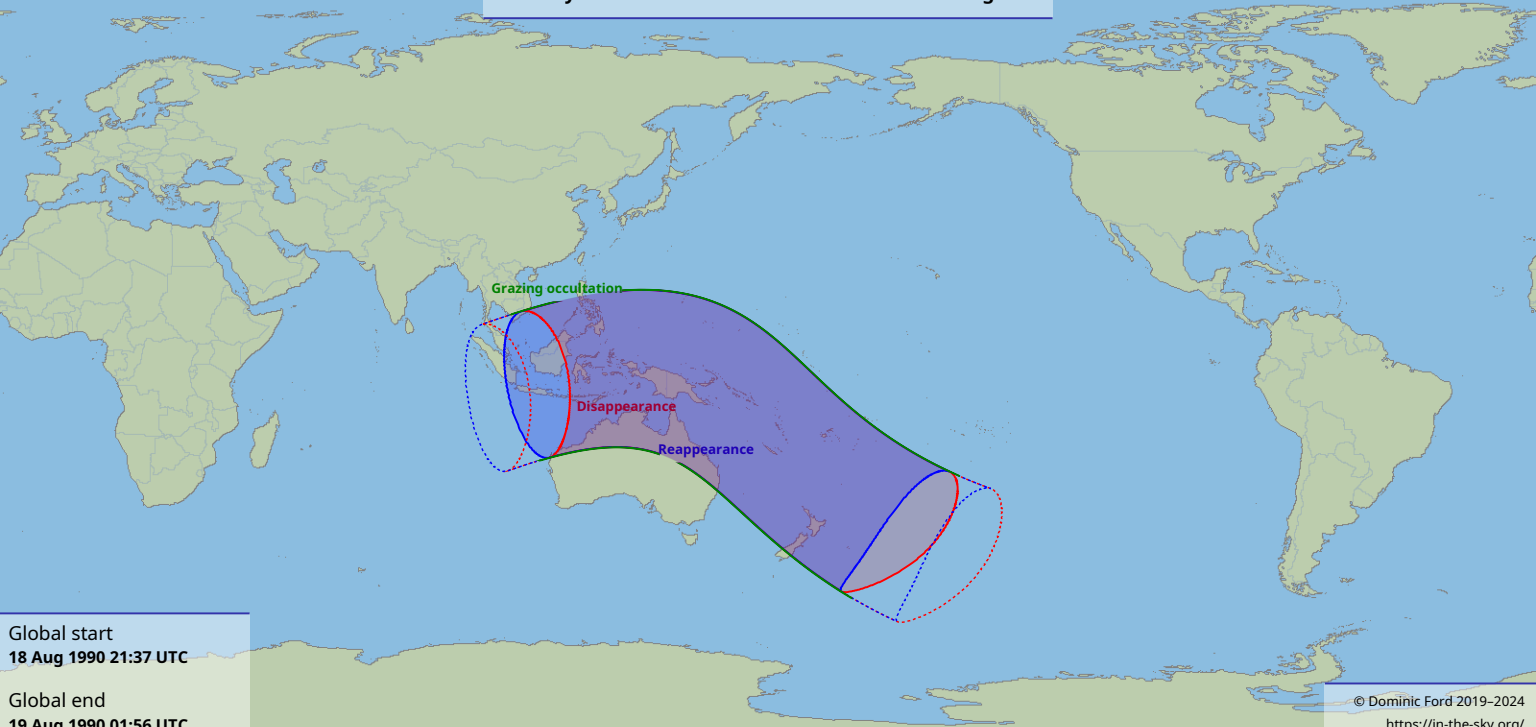 Grazing occultation
Disappearance
Reappearance
Global start
18 Aug 1990 21:37 UTC
Global end
19 Aug 1990 01:56 UTC
© Dominic Ford 2019–2024
https://in-the-sky.org/